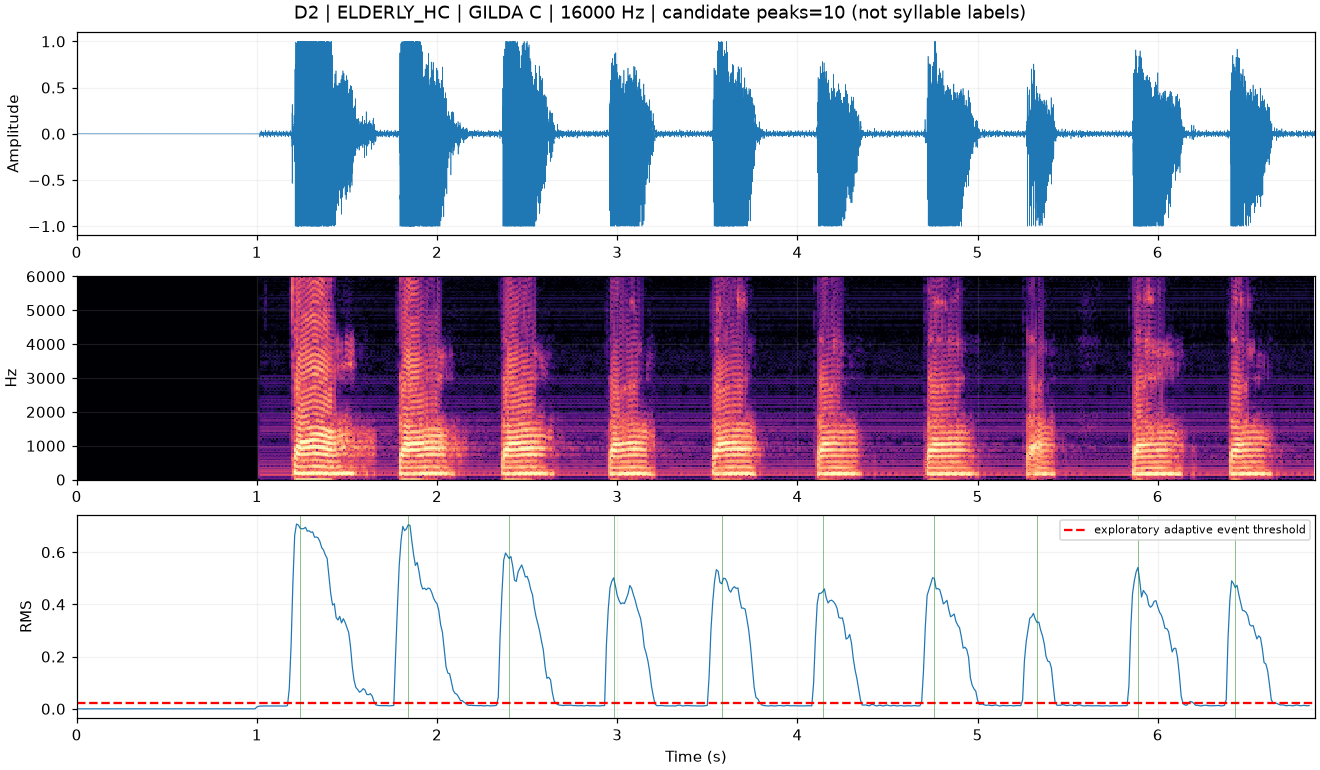 D2 | ELDERLY_HC | GILDA C | 16000 Hz | candidate peaks=10 (not syllable labels)
1.0
0.5
0.0
−0.5
−1.0
Amplitude
0 1 2 3 4 5 6
6000
5000
4000
3000
2000
1000
0
Hz
0 1 2 3 4 5 6
exploratory adaptive event threshold
0.6
0.4
0.2
0.0
RMS
0 1 2 3 4 5 6
Time (s)